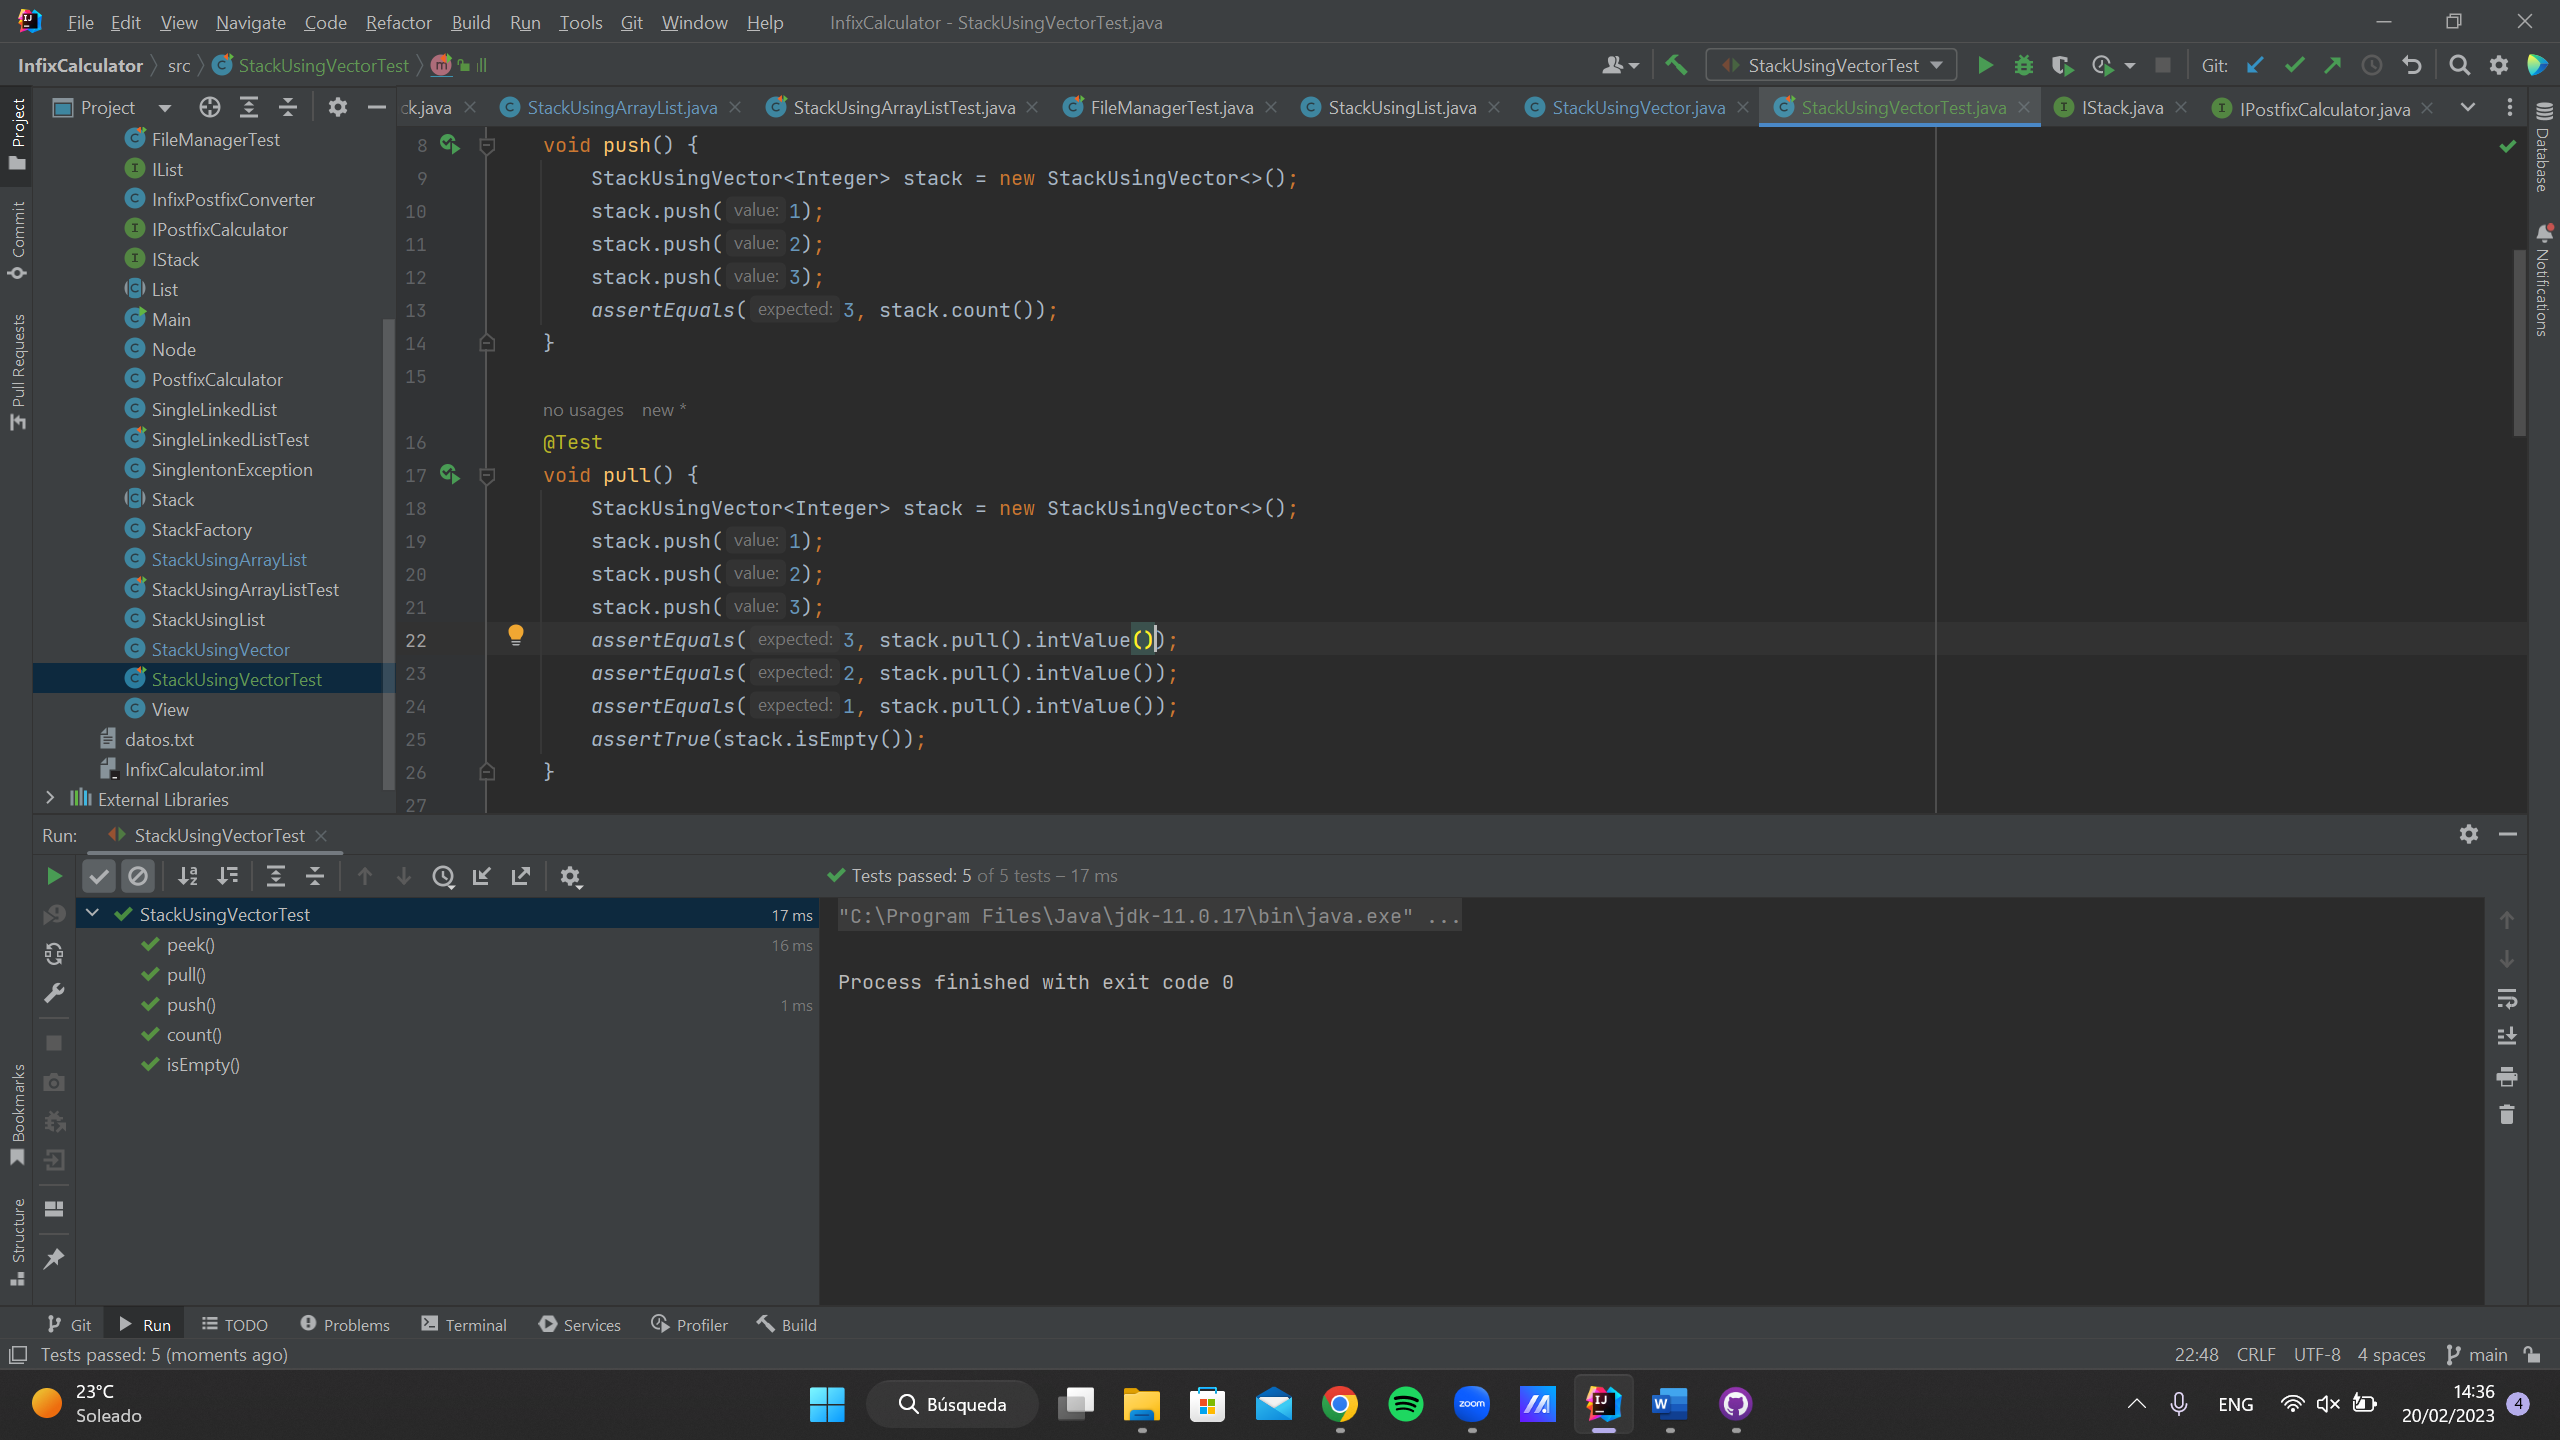 File Edit View Navigate Code Refactor Build Run Tools Git Window Help InfixCalculator - StackUsingVectorTest.java
InfixCalculator src StackUsingVectorTest StackUsingVectorTest Git:
Project ck.java StackUsingArrayList.java StackUsingArrayListTest.java FileManagerTest.java StackUsingList.java StackUsingVector.java StackUsingVectorTest.java IStack.java IPostfixCalculator.java
Project
Commit
Pull Requests
Bookmarks
Structure
Database
Notifications
FileManagerTest
IList
InfixPostfixConverter
IPostfixCalculator
IStack
List
Main
Node
PostfixCalculator
SingleLinkedList
SingleLinkedListTest
SinglentonException
Stack
StackFactory
StackUsingArrayList
StackUsingArrayListTest
StackUsingList
StackUsingVector
StackUsingVectorTest
View
datos.txt
InfixCalculator.iml
External Libraries
8 void push() {
9 StackUsingVector<Integer> stack = new StackUsingVector<>();
10 stack.push( value: 1);
11 stack.push( value: 2);
12 stack.push( value: 3);
13 assertEquals( expected: 3, stack.count());
14 }
15
no usages new *
16 @Test
17 void pull() {
18 StackUsingVector<Integer> stack = new StackUsingVector<>();
19 stack.push( value: 1);
20 stack.push( value: 2);
21 stack.push( value: 3);
22 assertEquals( expected: 3, stack.pull().intValue());
23 assertEquals( expected: 2, stack.pull().intValue());
24 assertEquals( expected: 1, stack.pull().intValue());
25 assertTrue(stack.isEmpty());
26 }
27
Run: StackUsingVectorTest
Tests passed: 5 of 5 tests – 17 ms
StackUsingVectorTest 17 ms
peek() 16 ms
pull()
push() 1 ms
count()
isEmpty()
"C:\Program Files\Java\jdk-11.0.17\bin\java.exe" ...
Process finished with exit code 0
Git Run TODO Problems Terminal Services Profiler Build
Tests passed: 5 (moments ago) 22:48 CRLF UTF-8 4 spaces main
23°C
Soleado
Búsqueda
zoom
ENG
14:36
20/02/2023
4